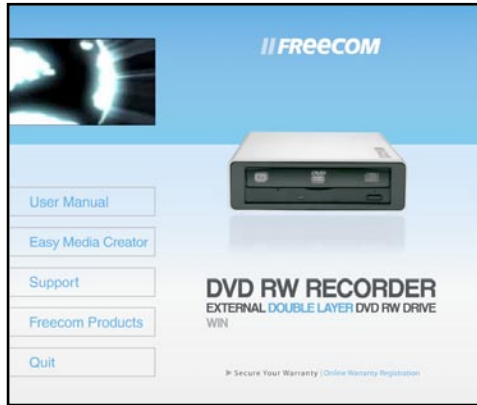 //FREECOM
User Manual
Easy Media Creator
Support
Freecom Products
Quit
DVD RW RECORDER
EXTERNAL DOUBLE LAYER DVD RW DRIVE
WIN
Secure Your Warranty | Online Warranty Registration